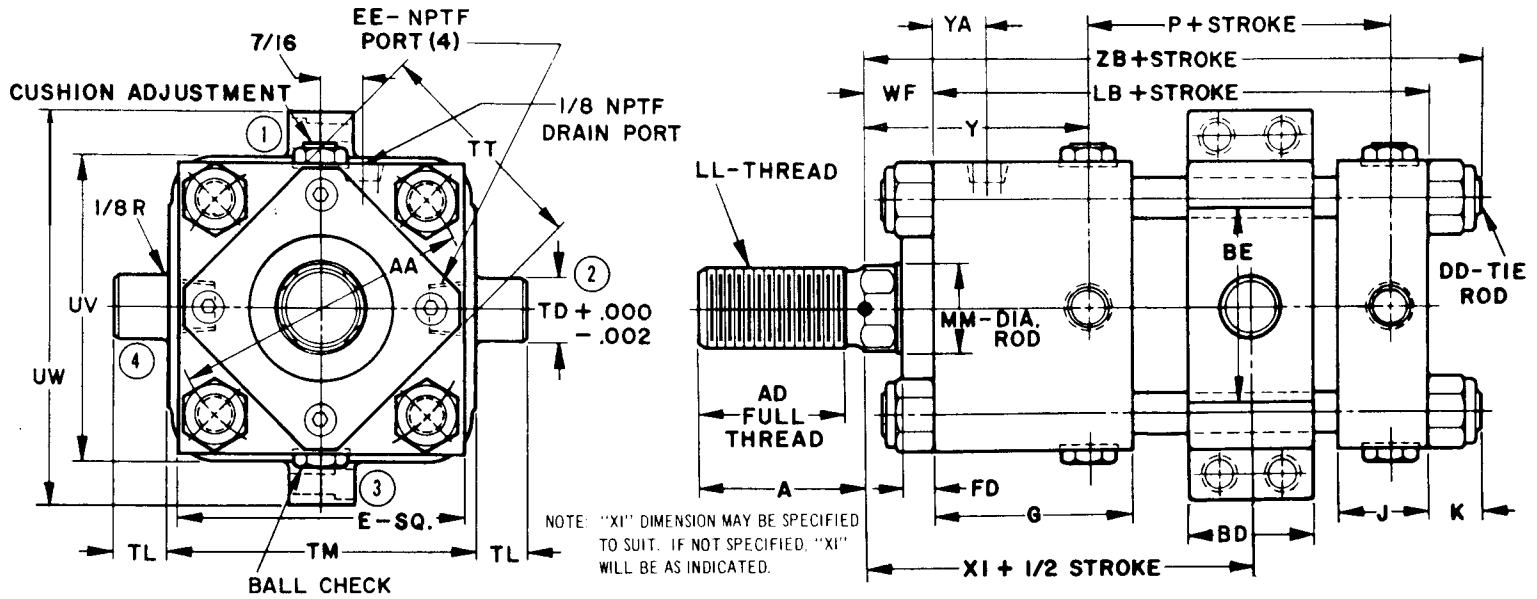 EE- NPTF
PORT (4)
7/16
CUSHION ADJUSTMENT
1
1/8 NPTF
DRAIN PORT
TT
1/8 R
AA
2
UV
TD + .000
- .002
4
UW
3
E-SQ.
TL
TM
TL
BALL CHECK
YA
P + STROKE
ZB + STROKE
WF
LB + STROKE
Y
LL-THREAD
BE
DD-TIE
ROD
MM-DIA.
ROD
AD
FULL
THREAD
A
FD
G
J
K
BD
XI + 1/2 STROKE
NOTE: "XI" DIMENSION MAY BE SPECIFIED
TO SUIT. IF NOT SPECIFIED, "XI"
WILL BE AS INDICATED.